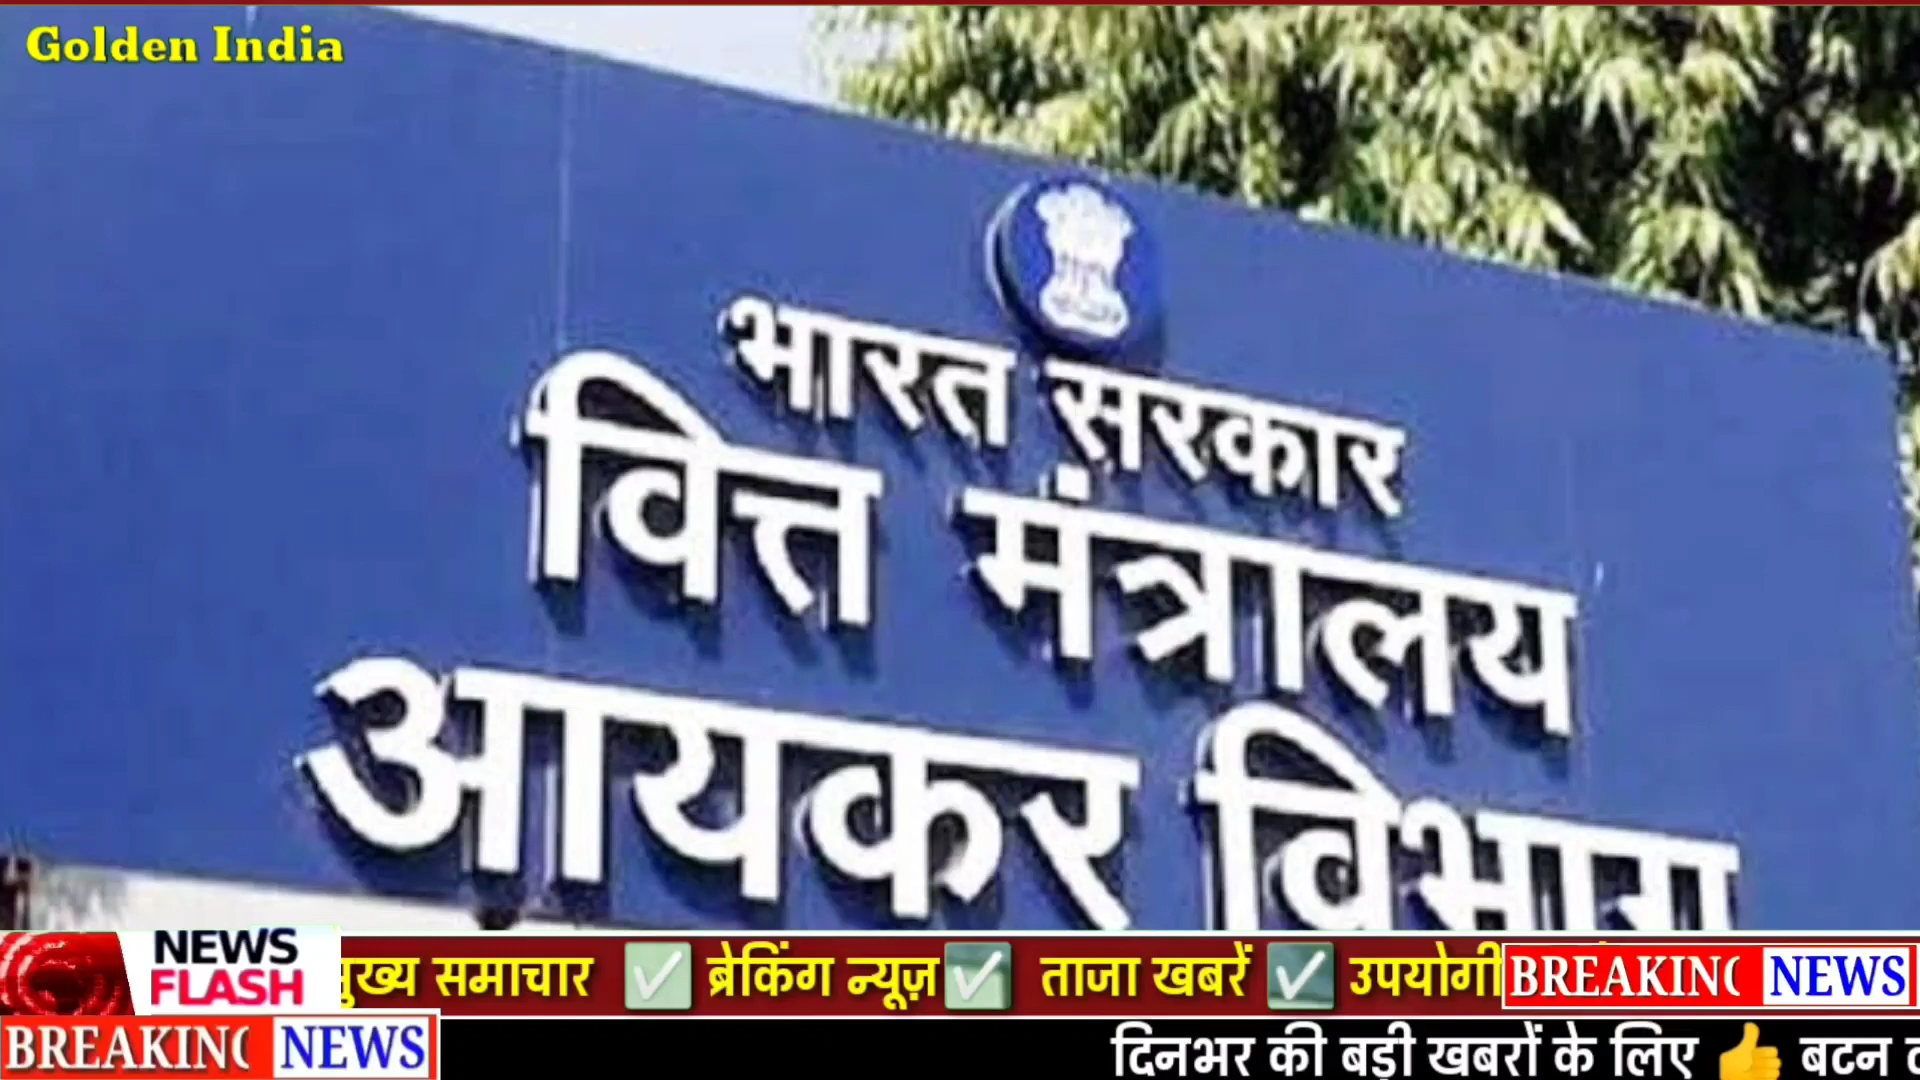 Golden India
भारत सरकार
वित्त मंत्रालय
आयकर विभाग
NEWS
FLASH
मुख्य समाचार ✅ ब्रेकिंग न्यूज़ ✅ ताजा खबरें ✅ उपयोगी
BREAKING NEWS
BREAKING NEWS
दिनभर की बड़ी खबरों के लिए 👍 बटन